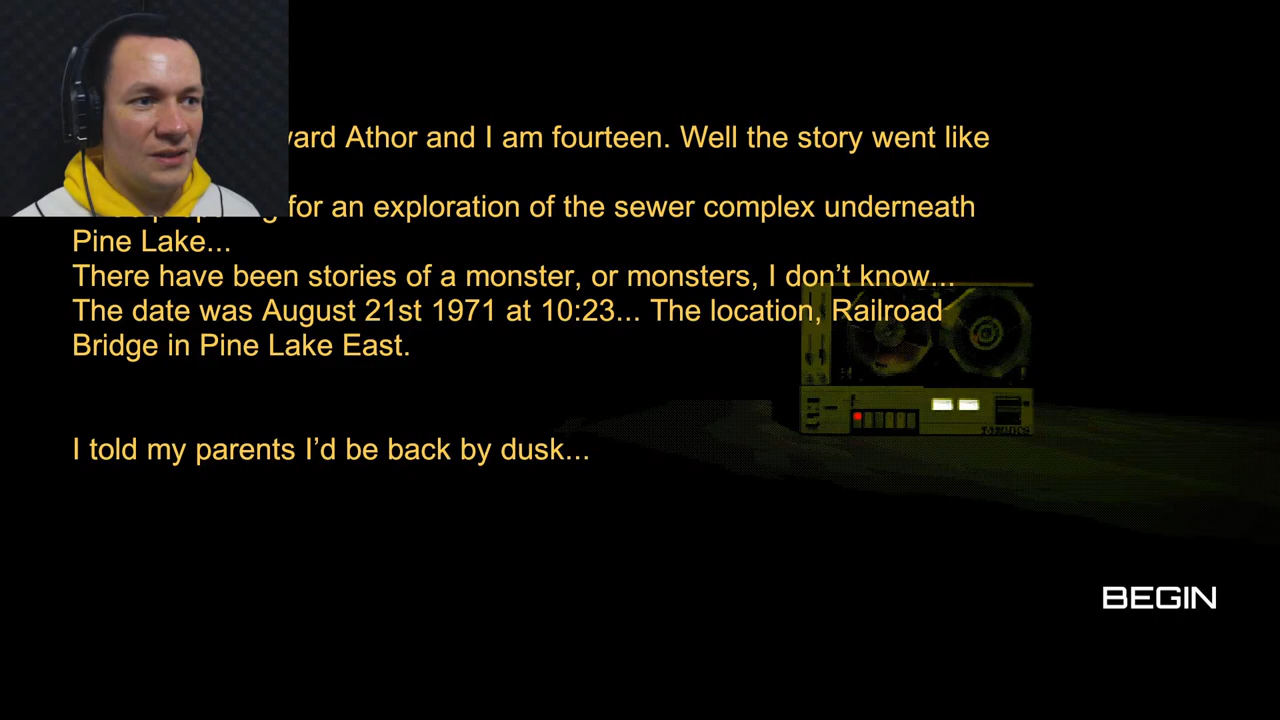 Athor and I am fourteen. Well the story went like
for an exploration of the sewer complex underneath
Pine Lake...
There have been stories of a monster, or monsters, I don’t know...
The date was August 21st 1971 at 10:23... The location, Railroad
Bridge in Pine Lake East.
I told my parents I’d be back by dusk...
BEGIN